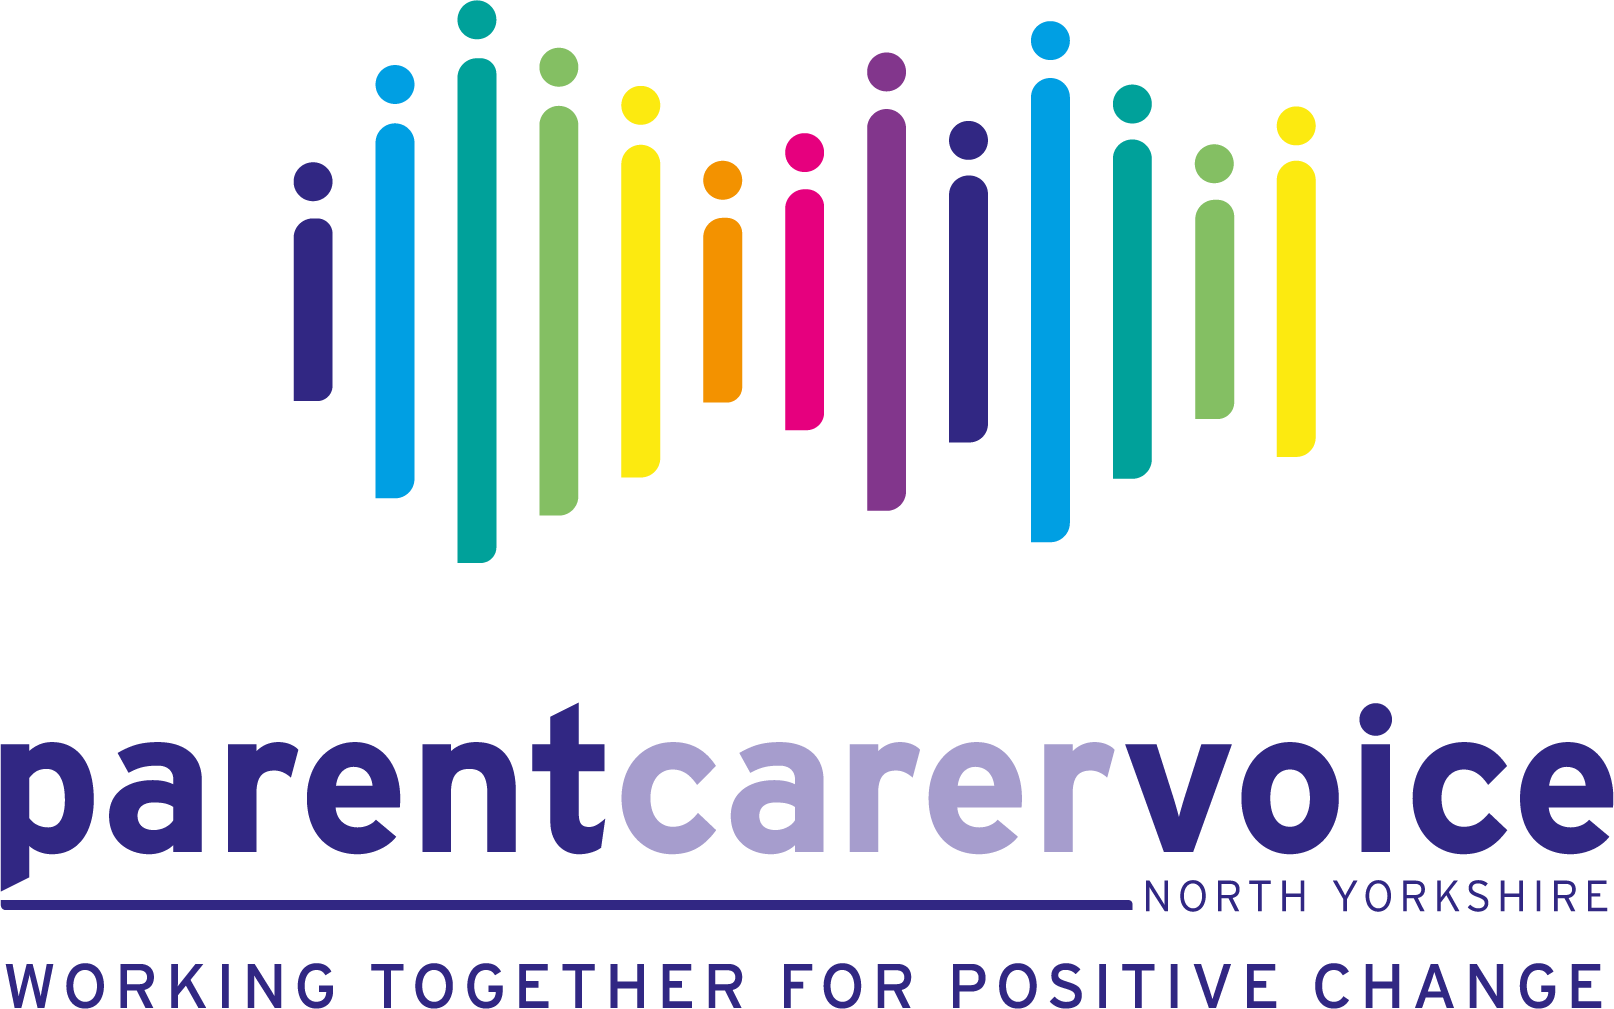 parentcarervoice
NORTH YORKSHIRE
WORKING TOGETHER FOR POSITIVE CHANGE